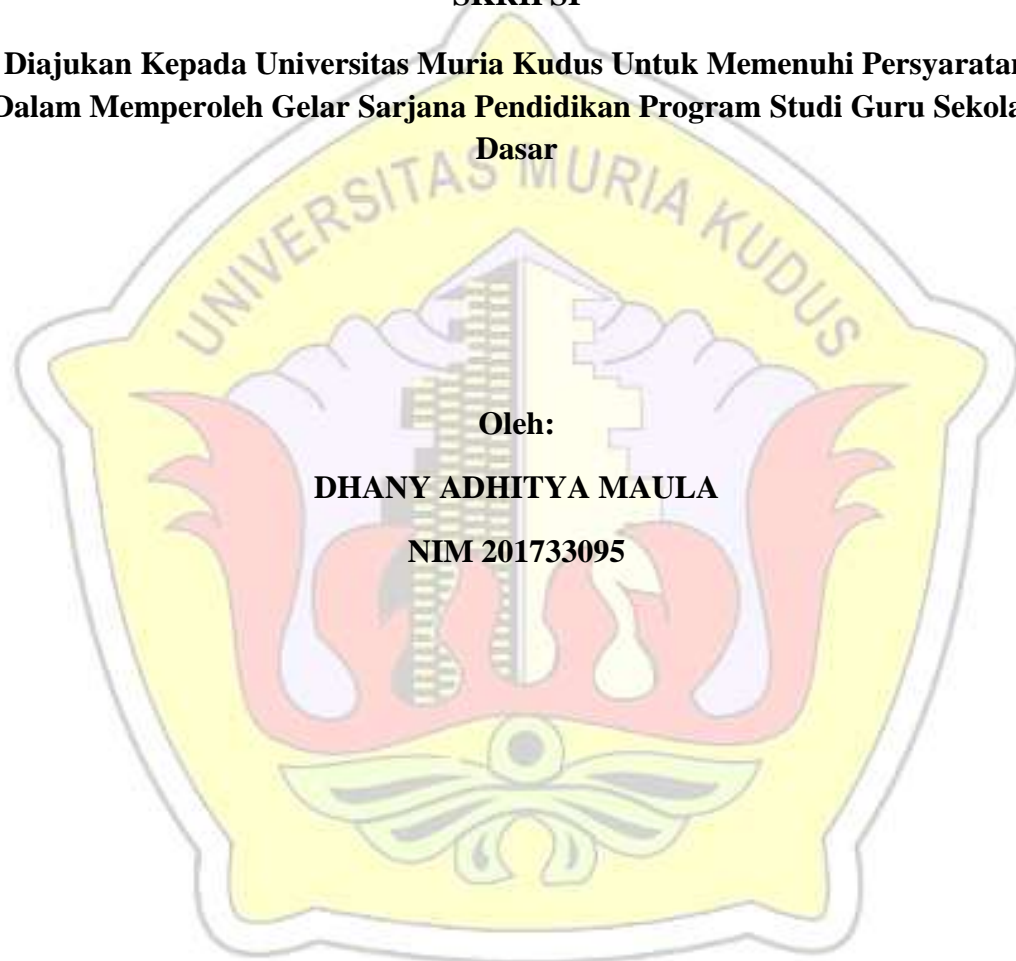 SKRIPSI
Diajukan Kepada Universitas Muria Kudus Untuk Memenuhi Persyaratan
Dalam Memperoleh Gelar Sarjana Pendidikan Program Studi Guru Sekola
Dasar
UNIVERSITAS MURIA KUDUS
Oleh:
DHANY ADHITYA MAULA
NIM 201733095